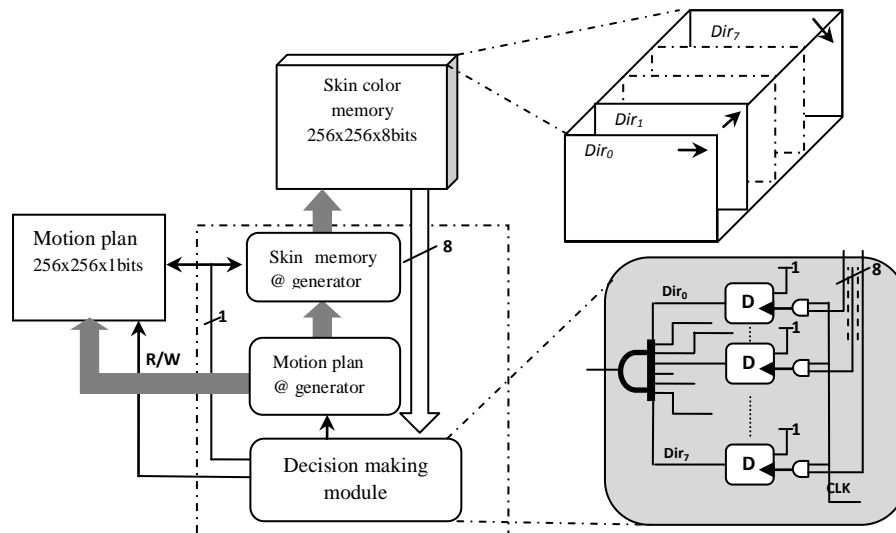 Skin color
memory
256x256x8bits
Dir7
Dir1
Dir0
Motion plan
256x256x1bits
Skin memory
@ generator
8
1
R/W
Motion plan
@ generator
Decision making
module
8
1
Dir0
D
1
D
1
Dir7
D
CLK